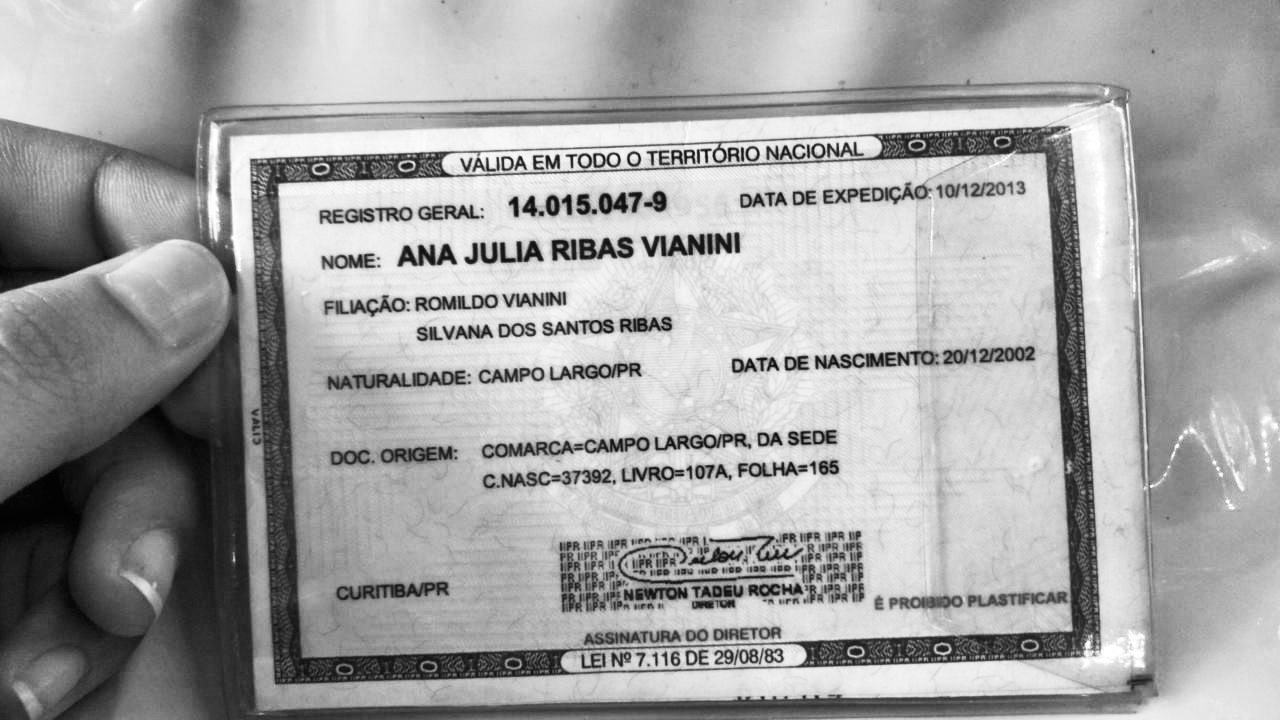 VÁLIDA EM TODO O TERRITÓRIO NACIONAL
REGISTRO GERAL: 14.015.047-9 DATA DE EXPEDIÇÃO: 10/12/2013
NOME: ANA JULIA RIBAS VIANINI
FILIAÇÃO: ROMILDO VIANINI
SILVANA DOS SANTOS RIBAS
NATURALIDADE: CAMPO LARGO/PR DATA DE NASCIMENTO: 20/12/2002
DOC. ORIGEM: COMARCA=CAMPO LARGO/PR, DA SEDE
C.NASC=37392, LIVRO=107A, FOLHA=165
CURITIBA/PR
NEWTON TADEU ROCHA
DIRETOR
É PROIBIDO PLASTIFICAR
ASSINATURA DO DIRETOR
LEI Nº 7.116 DE 29/08/83